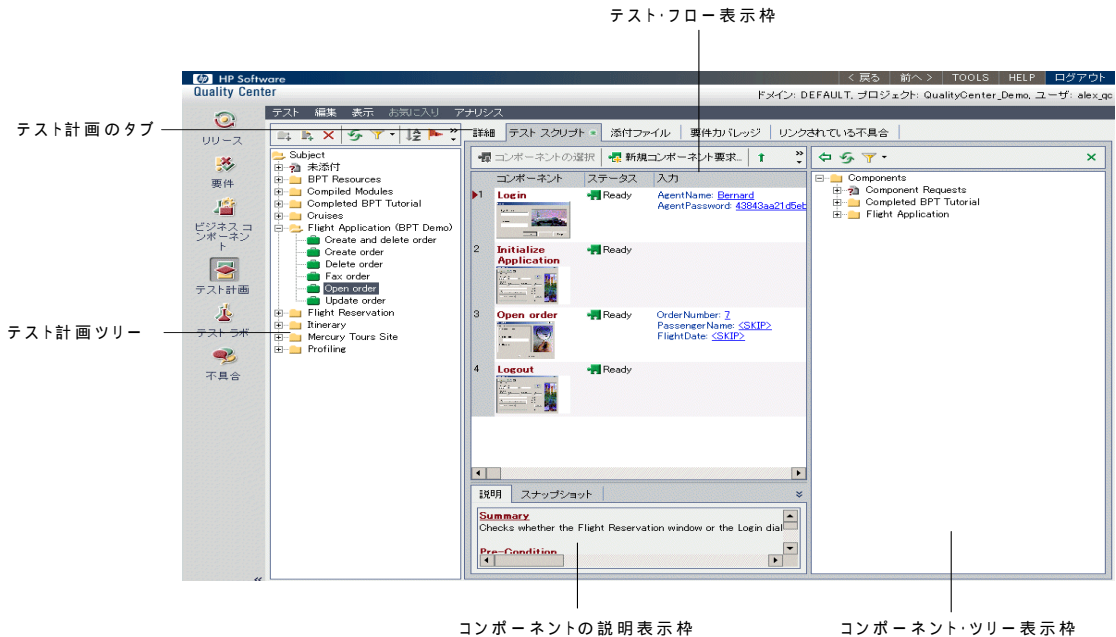 テスト・フロー表示枠
HP Software
Quality Center
< 戻る 前へ > TOOLS HELP ログアウト
ドメイン: DEFAULT, プロジェクト: QualityCenter_Demo, ユーザ: alex_qc
テスト 編集 表示 お気に入り アナリシス
テスト計画のタブ
詳細 テスト スクリプト 添付ファイル 要件カバレッジ リンクされている不具合
リリース
要件
ビジネス コンポーネント
テスト計画
テスト ラボ
不具合
テスト計画ツリー
Subject
未添付
BPT Resources
Compiled Modules
Completed BPT Tutorial
Cruises
Flight Application (BPT Demo)
Create and delete order
Create order
Delete order
Fax order
Open order
Update order
Flight Reservation
Itinerary
Mercury Tours Site
Profiling
コンポーネントの選択 新規コンポーネント要求...
コンポーネント ステータス 入力
1 Login Ready AgentName: Bernard
AgentPassword: 43843aa21d5eb
2 Initialize Application Ready
3 Open order Ready OrderNumber: 7
PassengerName: <SKIP>
FlightDate: <SKIP>
4 Logout Ready
説明 スナップショット
Summary
Checks whether the Flight Reservation window or the Login dial
Pre-Condition
Components
Component Requests
Completed BPT Tutorial
Flight Application
コンポーネントの説明表示枠
コンポーネント・ツリー表示枠